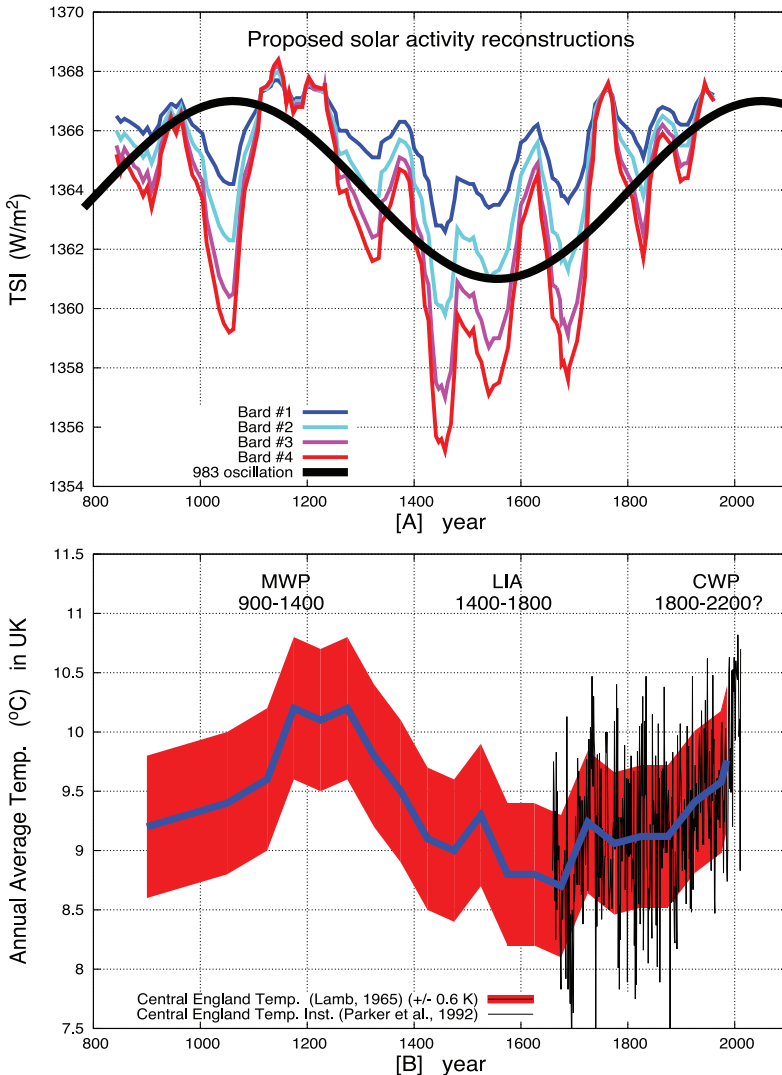 Proposed solar activity reconstructions
TSI (W/m²)
1370
1368
1366
1364
1362
1360
1358
1356
1354
Bard #1
Bard #2
Bard #3
Bard #4
983 oscillation
800 1000 1200 1400 1600 1800 2000
[A] year
Annual Average Temp. (ºC) in UK
11.5
11
10.5
10
9.5
9
8.5
8
7.5
MWP
900-1400
LIA
1400-1800
CWP
1800-2200?
Central England Temp. (Lamb, 1965) (+/- 0.6 K)
Central England Temp. Inst. (Parker et al., 1992)
800 1000 1200 1400 1600 1800 2000
[B] year